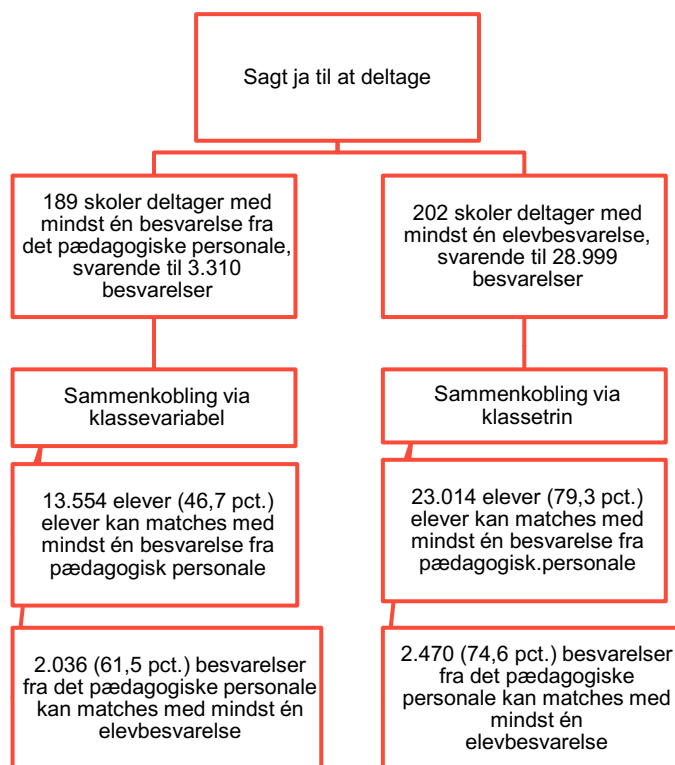 Sagt ja til at deltage
189 skoler deltager med
mindst én besvarelse fra
det pædagogiske personale,
svarende til 3.310
besvarelser
202 skoler deltager med
mindst én elevbesvarelse,
svarende til 28.999
besvarelser
Sammenkobling via
klassevariabel
Sammenkobling via
klassetrin
13.554 elever (46,7 pct.)
elever kan matches med
mindst én besvarelse fra
pædagogisk personale
23.014 elever (79,3 pct.)
elever kan matches med
mindst én besvarelse fra
pædagogisk.personale
2.036 (61,5 pct.) besvarelser
fra det pædagogiske personale
kan matches med mindst én
elevbesvarelse
2.470 (74,6 pct.) besvarelser
fra det pædagogiske
personale kan matches med
mindst én
elevbesvarelse